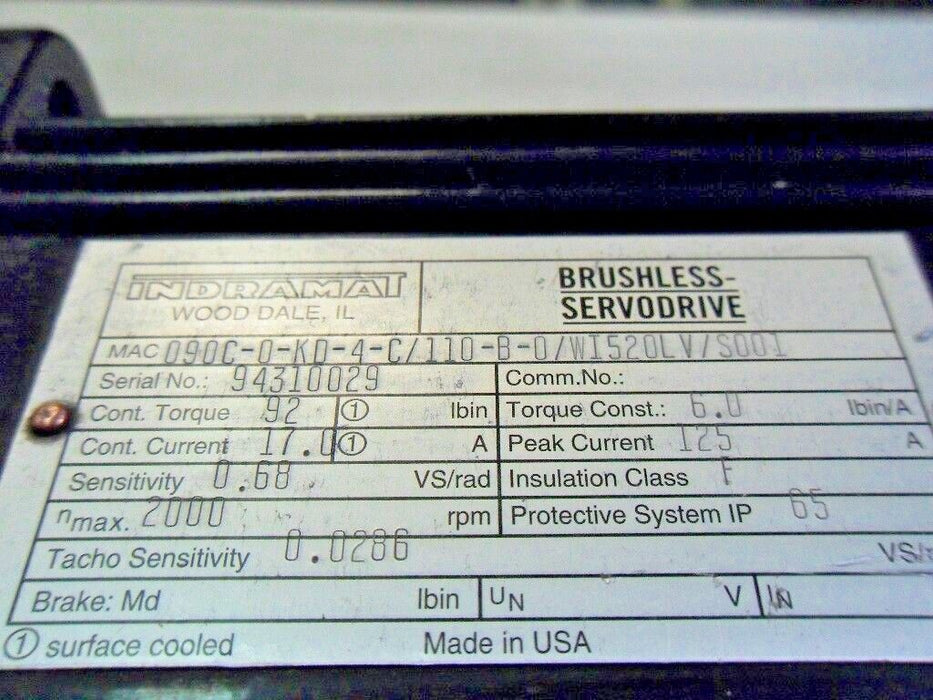 INDRAMAT
WOOD DALE, IL
BRUSHLESS-
SERVODRIVE
MAC 090C-0-KD-4-C/110-B-0/WI520LV/S001
Serial No.: 94310029 Comm.No.:
Cont. Torque 92 ① lbin Torque Const.: 6.0 lbin/A
Cont. Current 17.0 ① A Peak Current 125 A
Sensitivity 0.68 VS/rad Insulation Class F
nmax. 2000 rpm Protective System IP 65
Tacho Sensitivity 0.0286
Brake: Md lbin UN V IN
① surface cooled Made in USA